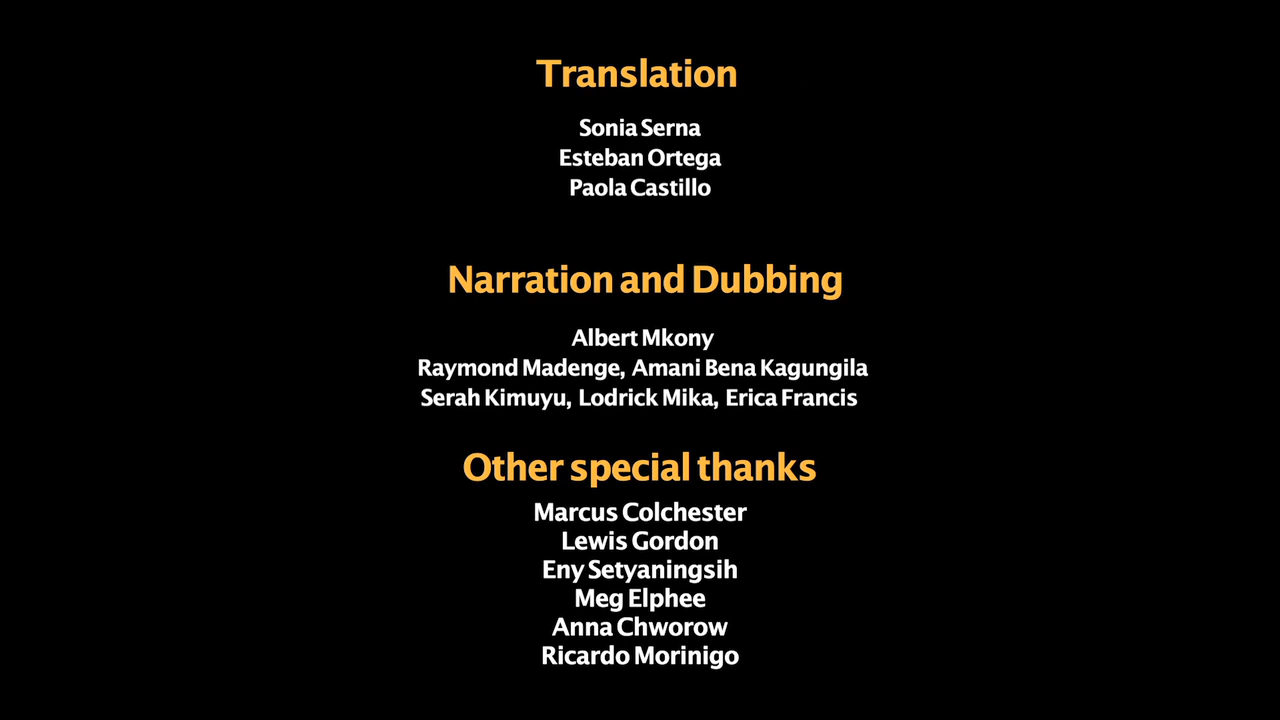 Translation
Sonia Serna
Esteban Ortega
Paola Castillo
Narration and Dubbing
Albert Mkony
Raymond Madenge, Amani Bena Kagungila
Serah Kimuyu, Lodrick Mika, Erica Francis
Other special thanks
Marcus Colchester
Lewis Gordon
Eny Setyaningsih
Meg Elphee
Anna Chworow
Ricardo Morinigo